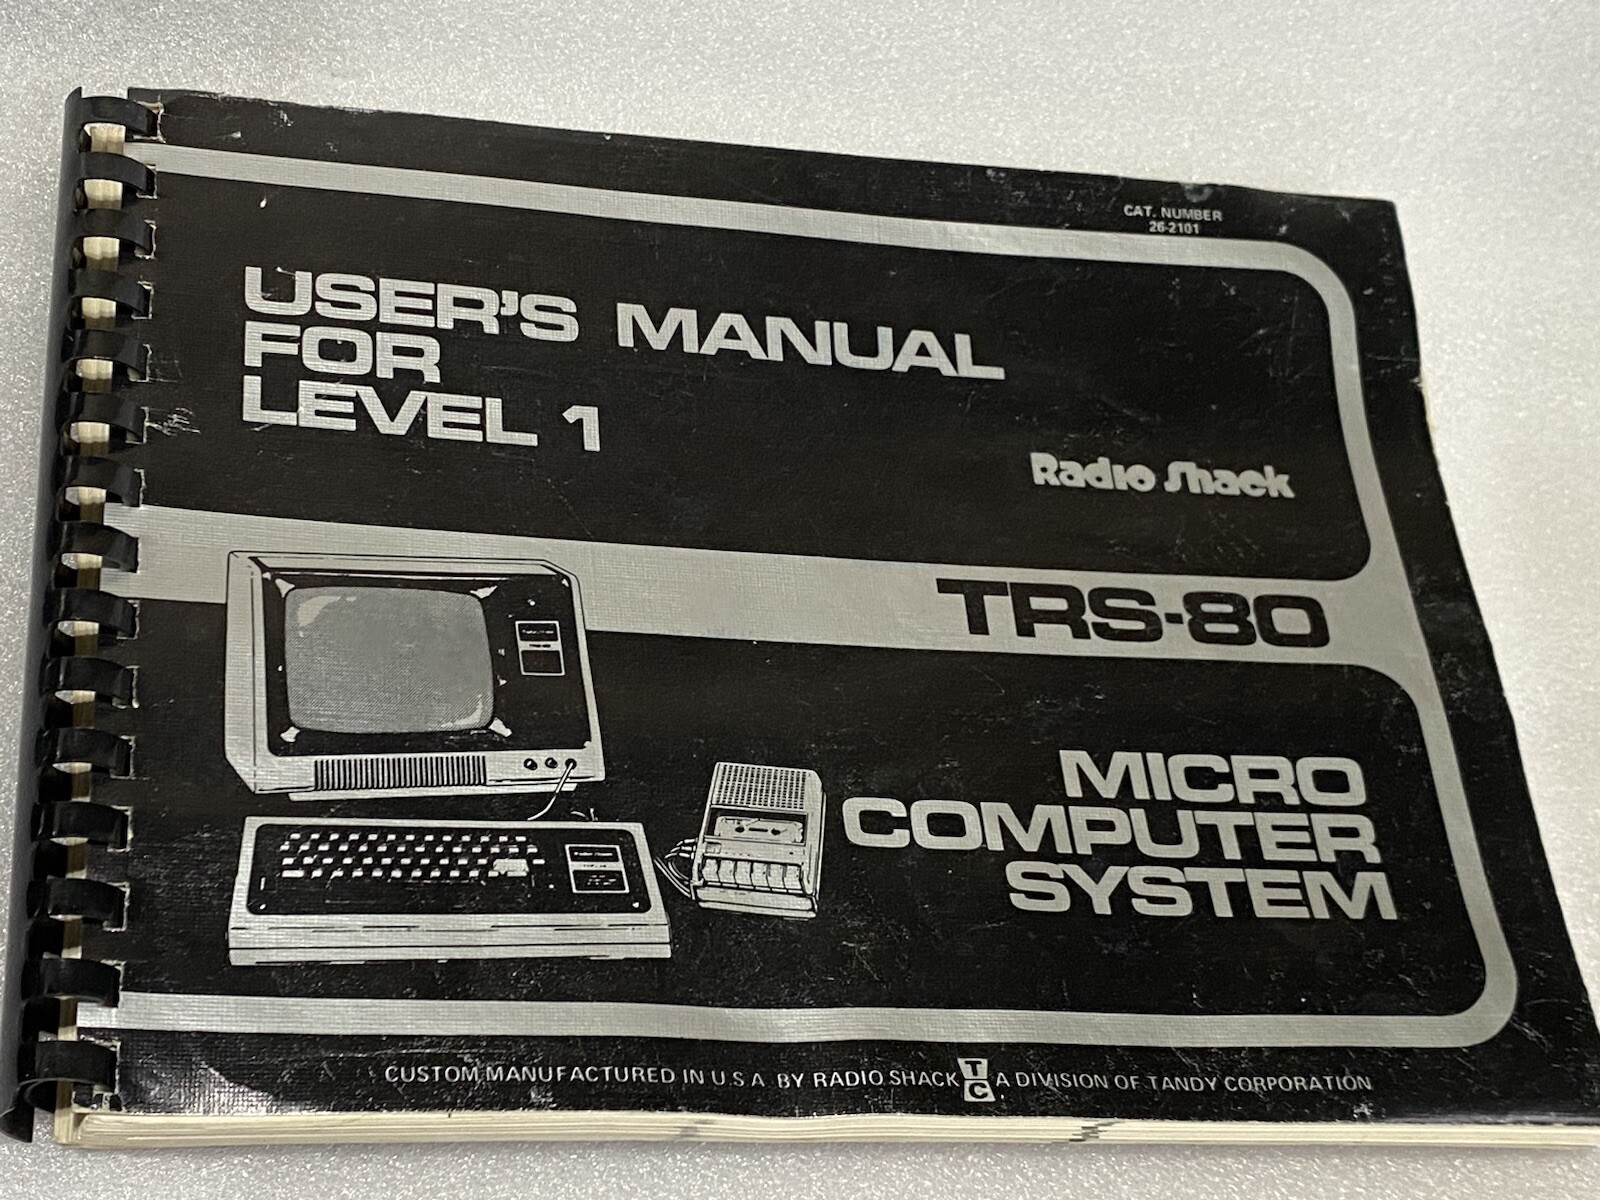 CAT. NUMBER
26-2101
USER'S MANUAL
FOR
LEVEL 1
Radio Shack
TRS-80
MICRO
COMPUTER
SYSTEM
CUSTOM MANUFACTURED IN U.S.A. BY RADIO SHACK TC A DIVISION OF TANDY CORPORATION